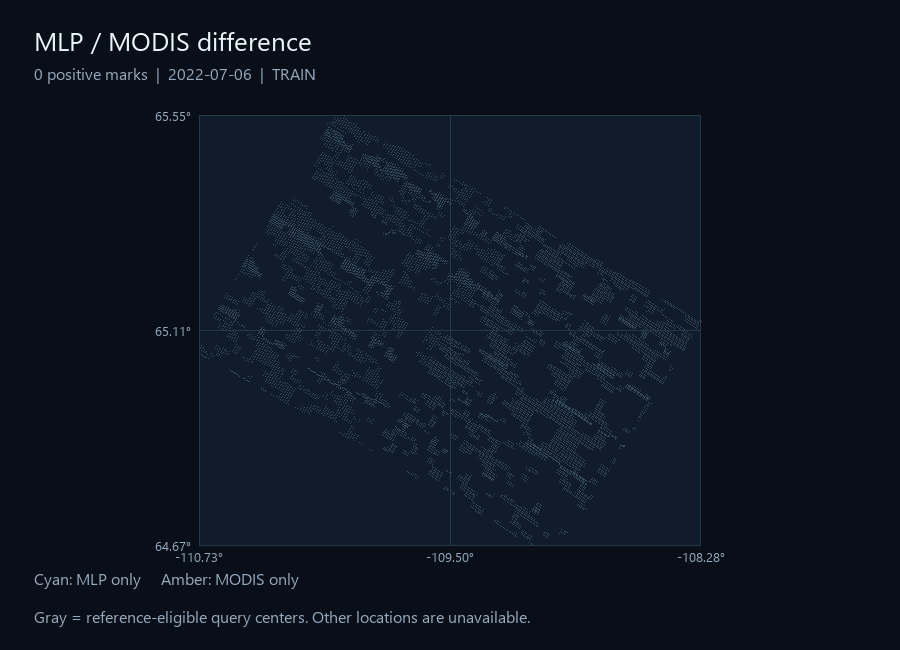 MLP / MODIS difference
0 positive marks | 2022-07-06 | TRAIN
65.55°
65.11°
64.67°
-110.73°
-109.50°
-108.28°
Cyan: MLP only Amber: MODIS only
Gray = reference-eligible query centers. Other locations are unavailable.